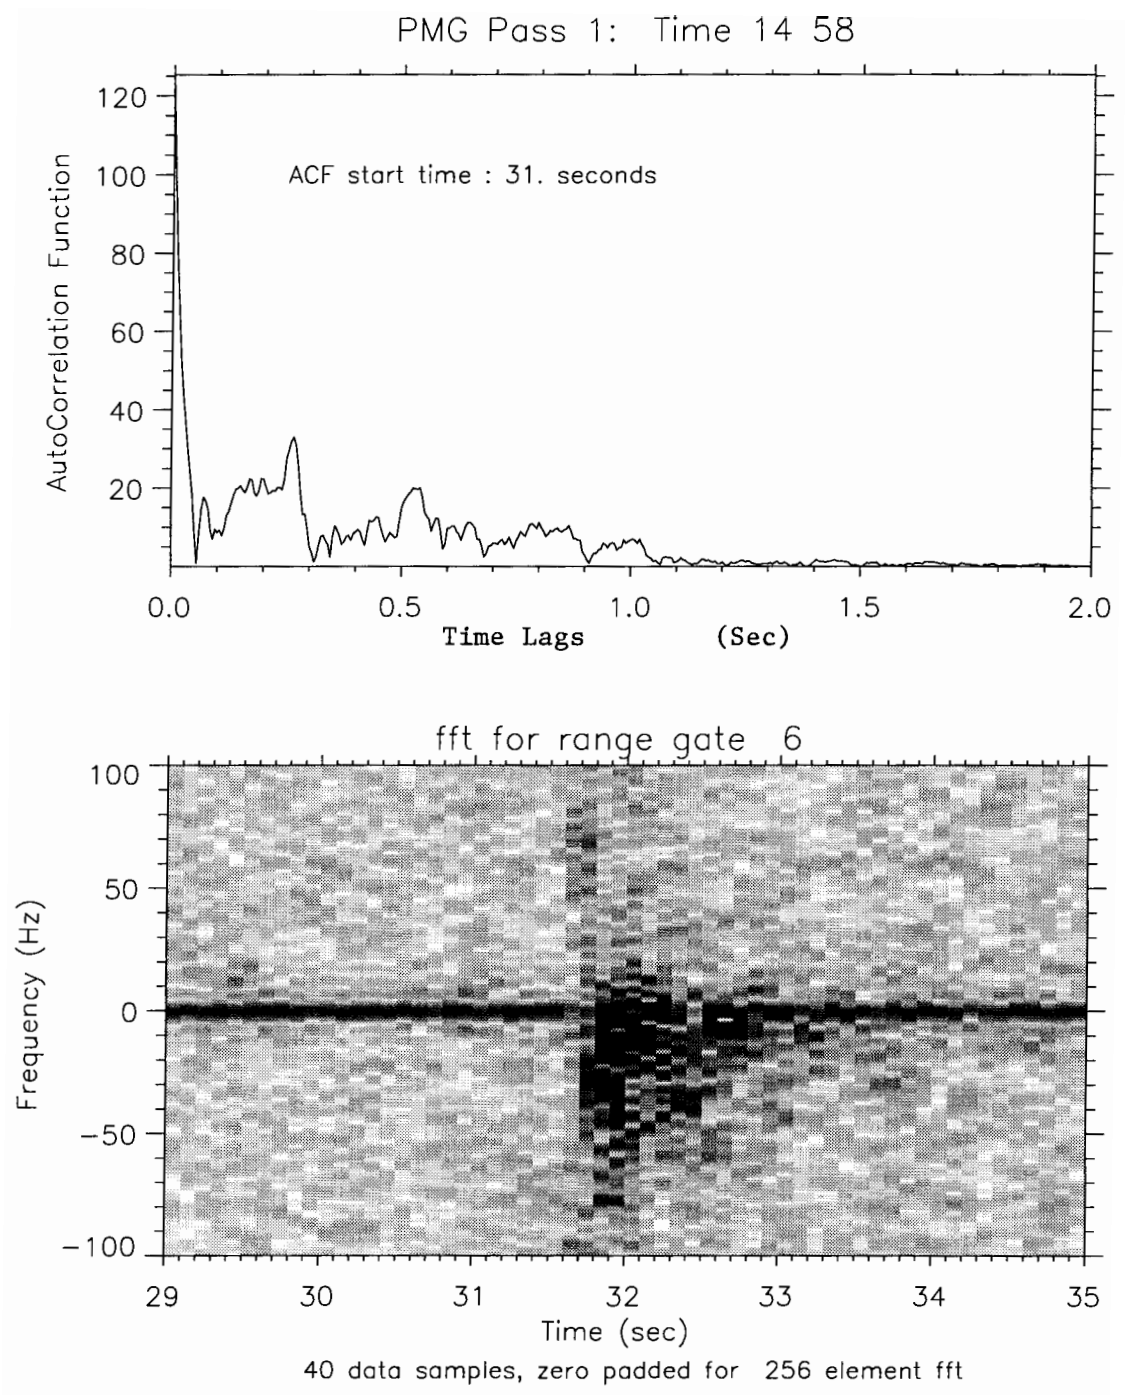 PMG Pass 1: Time 14 58
120
100
80
60
40
20
AutoCorrelation Function
ACF start time : 31. seconds
0.0 0.5 1.0 1.5 2.0
Time Lags (Sec)
fft for range gate 6
100
50
0
−50
−100
Frequency (Hz)
29 30 31 32 33 34 35
Time (sec)
40 data samples, zero padded for 256 element fft